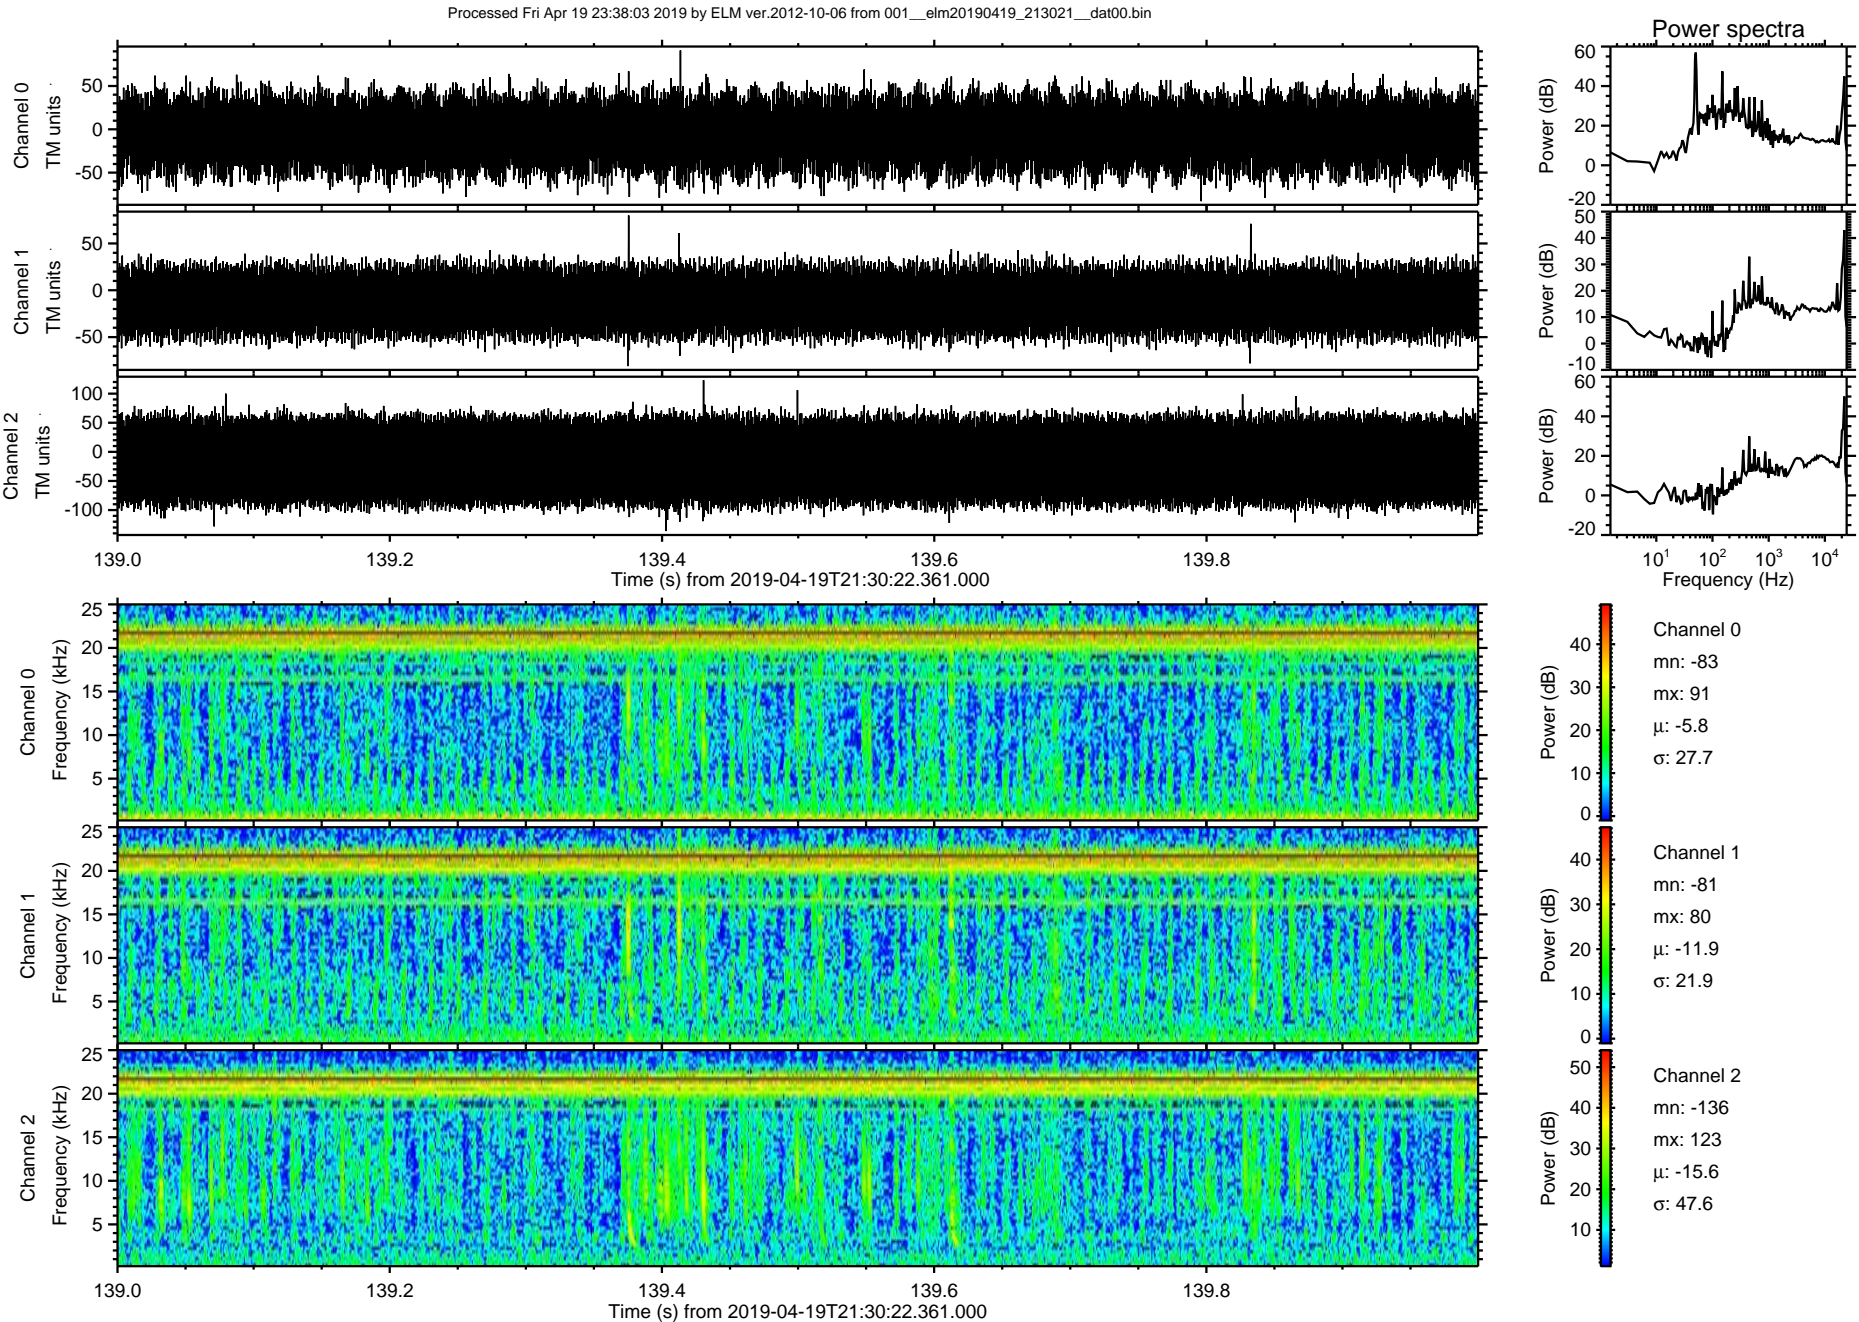 Processed Fri Apr 19 23:38:03 2019 by ELM ver.2012-10-06 from 001__elm20190419_213021__dat00.bin
Power spectra
Channel 0
TM units
50
0
-50
Power (dB)
60
40
20
0
-20
Channel 1
TM units
50
0
-50
Power (dB)
50
40
30
20
10
0
-10
Channel 2
TM units
100
50
0
-50
-100
Power (dB)
60
40
20
0
-20
139.0 139.2 139.4 139.6 139.8
Time (s) from 2019-04-19T21:30:22.361.000
10¹ 10² 10³ 10⁴
Frequency (Hz)
Channel 0
Frequency (kHz)
25
20
15
10
5
Power (dB)
40
30
20
10
0
Channel 0
mn: -83
mx: 91
μ: -5.8
σ: 27.7
Channel 1
Frequency (kHz)
25
20
15
10
5
Power (dB)
40
30
20
10
0
Channel 1
mn: -81
mx: 80
μ: -11.9
σ: 21.9
Channel 2
Frequency (kHz)
25
20
15
10
5
Power (dB)
50
40
30
20
10
Channel 2
mn: -136
mx: 123
μ: -15.6
σ: 47.6
139.0 139.2 139.4 139.6 139.8
Time (s) from 2019-04-19T21:30:22.361.000